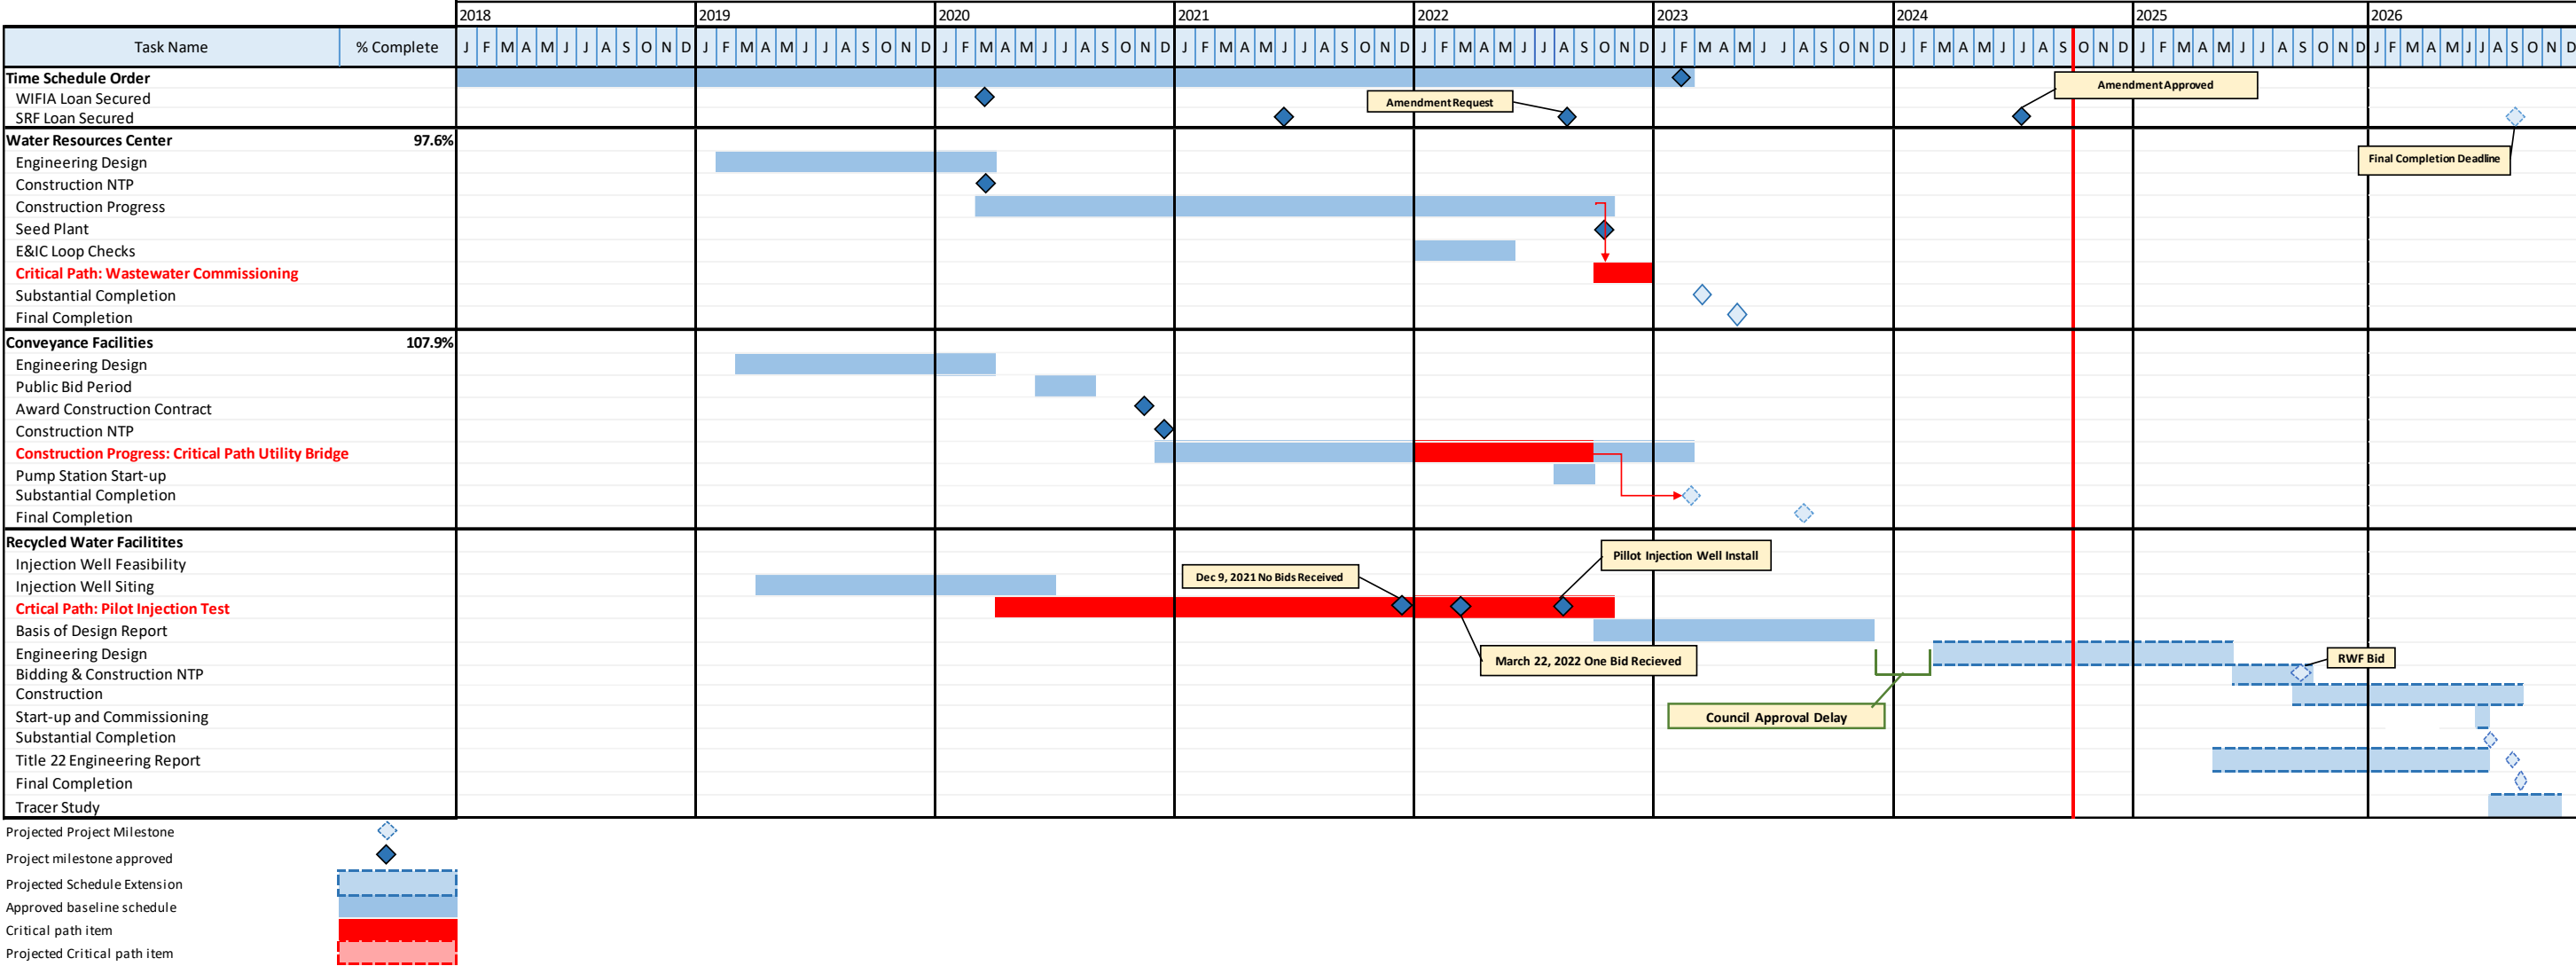 2018 2019 2020 2021 2022 2023 2024 2025 2026
Task Name % Complete J F M A M J J A S O N D J F M A M J J A S O N D J F M A M J J A S O N D J F M A M J J A S O N D J F M A M J J A S O N D J F M A M J J A S O N D J F M A M J J A S O N D J F M A M J J A S O N D J F M A M J J A S O N D
Time Schedule Order
Amendment Approved
WIFIA Loan Secured
Amendment Request
SRF Loan Secured
Water Resources Center 97.6%
Final Completion Deadline
Engineering Design
Construction NTP
Construction Progress
Seed Plant
E&IC Loop Checks
Critical Path: Wastewater Commissioning
Substantial Completion
Final Completion
Conveyance Facilities 107.9%
Engineering Design
Public Bid Period
Award Construction Contract
Construction NTP
Construction Progress: Critical Path Utility Bridge
Pump Station Start-up
Substantial Completion
Final Completion
Recycled Water Facilitites
Pillot Injection Well Install
Injection Well Feasibility
Dec 9, 2021 No Bids Received
Injection Well Siting
Crtical Path: Pilot Injection Test
Basis of Design Report
Engineering Design
March 22, 2022 One Bid Recieved
RWF Bid
Bidding & Construction NTP
Construction
Start-up and Commissioning
Council Approval Delay
Substantial Completion
Title 22 Engineering Report
Final Completion
Tracer Study
Projected Project Milestone
Project milestone approved
Projected Schedule Extension
Approved baseline schedule
Critical path item
Projected Critical path item